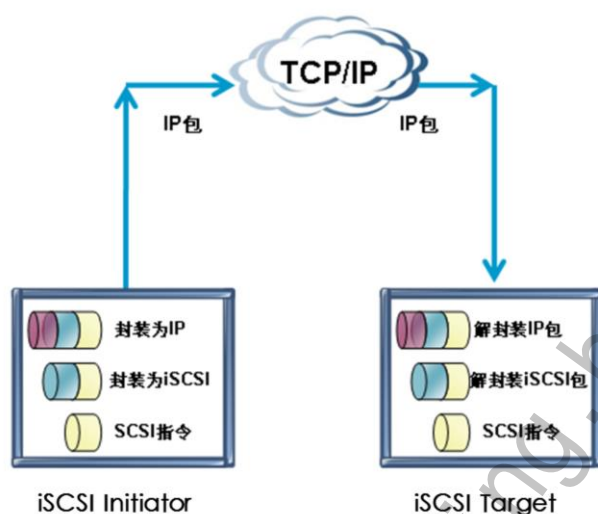 TCP/IP
IP包
IP包
封装为IP
封装为iSCSI
SCSI指令
解封装IP包
解封装iSCSI包
SCSI指令
iSCSI Initiator
iSCSI Target